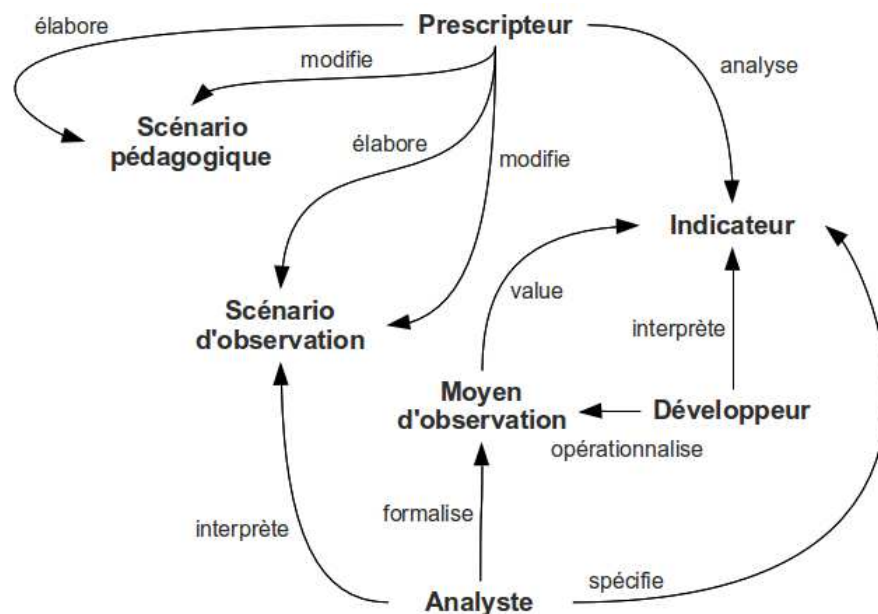 élabore
Prescripteur
modifie
analyse
Scénario
pédagogique
élabore
modifie
Indicateur
Scénario
d'observation
value
interprète
Moyen
d'observation
Développeur
opérationnalise
formalise
interprète
spécifie
Analyste